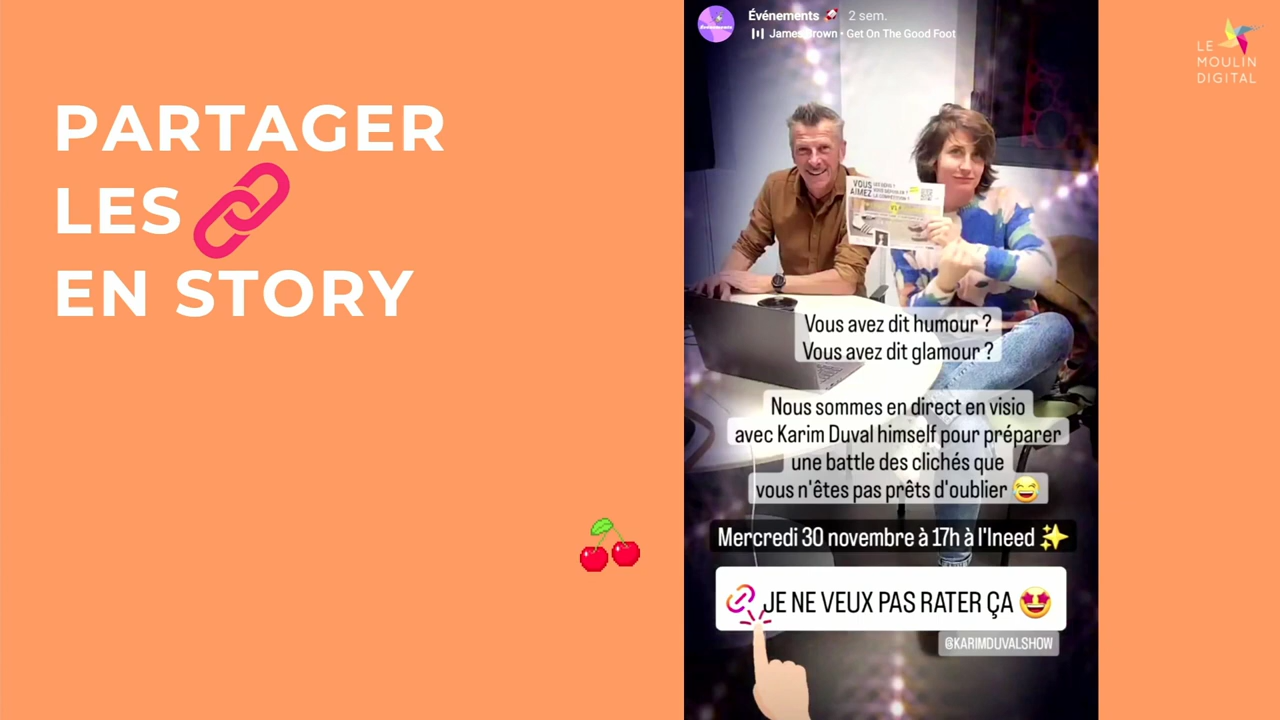 PARTAGER
LES
EN STORY
Événements
2 sem.
James Brown • Get On The Good Foot
LE
MOULIN
DIGITAL
VOUS
AIMEZ
Vous avez dit humour ?
Vous avez dit glamour ?
Nous sommes en direct en visio
avec Karim Duval himself pour préparer
une battle des clichés que
vous n'êtes pas prêts d'oublier 😂
Mercredi 30 novembre à 17h à l'Ineed ✨
JE NE VEUX PAS RATER ÇA 🤩
@KARIMDUVALSHOW